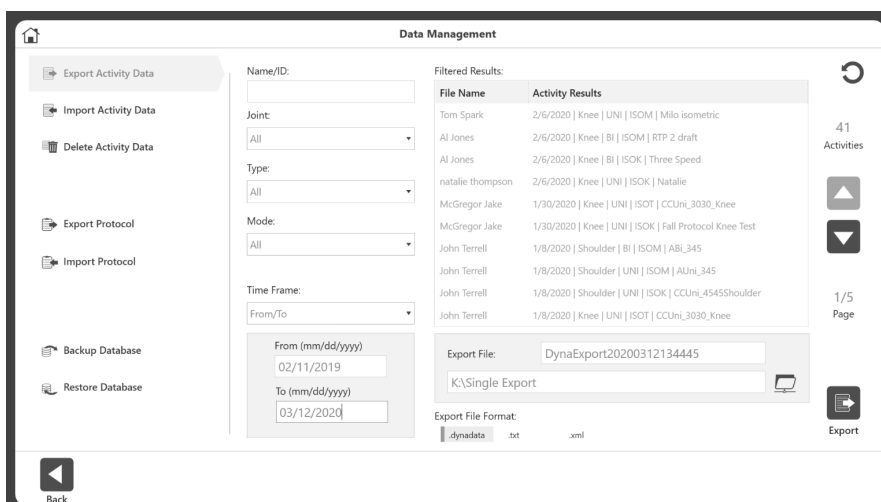 Data Management
Export Activity Data
Import Activity Data
Delete Activity Data
Export Protocol
Import Protocol
Backup Database
Restore Database
Back
Name/ID:
Joint:
All
Type:
All
Mode:
All
Time Frame:
From/To
From (mm/dd/yyyy)
02/11/2019
To (mm/dd/yyyy)
03/12/2020
Filtered Results:
File Name Activity Results
Tom Spark 2/6/2020 | Knee | UNI | ISOM | Milo isometric
Al Jones 2/6/2020 | Knee | BI | ISOM | RTP 2 draft
Al Jones 2/6/2020 | Knee | BI | ISOK | Three Speed
natalie thompson 2/6/2020 | Knee | UNI | ISOK | Natalie
McGregor Jake 1/30/2020 | Knee | UNI | ISOT | CCUni_3030_Knee
McGregor Jake 1/30/2020 | Knee | UNI | ISOK | Fall Protocol Knee Test
John Terrell 1/8/2020 | Shoulder | BI | ISOM | ABi_345
John Terrell 1/8/2020 | Shoulder | UNI | ISOM | AUni_345
John Terrell 1/8/2020 | Shoulder | UNI | ISOK | CCUni_4545Shoulder
John Terrell 1/8/2020 | Knee | UNI | ISOT | CCUni_3030_Knee
Export File: DynaExport20200312134445
K:\Single Export
Export File Format:
.dynadata .txt .xml
41
Activities
1/5
Page
Export